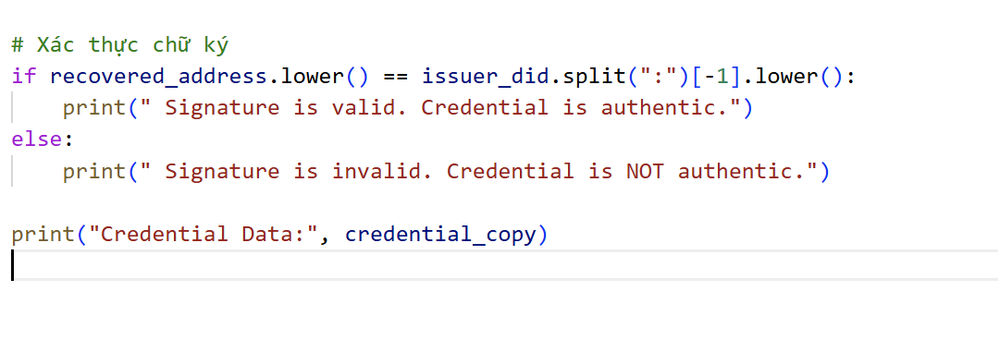 # Xác thực chữ ký
if recovered_address.lower() == issuer_did.split(":")[-1].lower():
    print(" Signature is valid. Credential is authentic.")
else:
    print(" Signature is invalid. Credential is NOT authentic.")
print("Credential Data:", credential_copy)